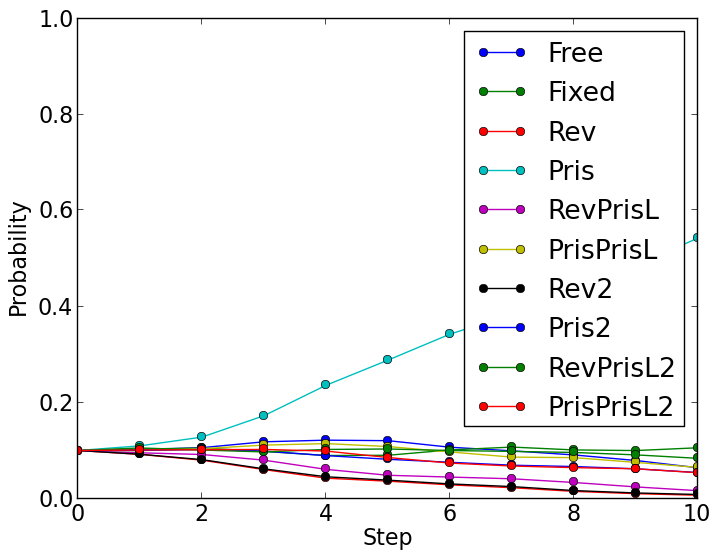 1.0
0.8
0.6
0.4
0.2
0.0
Probability
0 2 4 6 8 10
Step
Free
Fixed
Rev
Pris
RevPrisL
PrisPrisL
Rev2
Pris2
RevPrisL2
PrisPrisL2